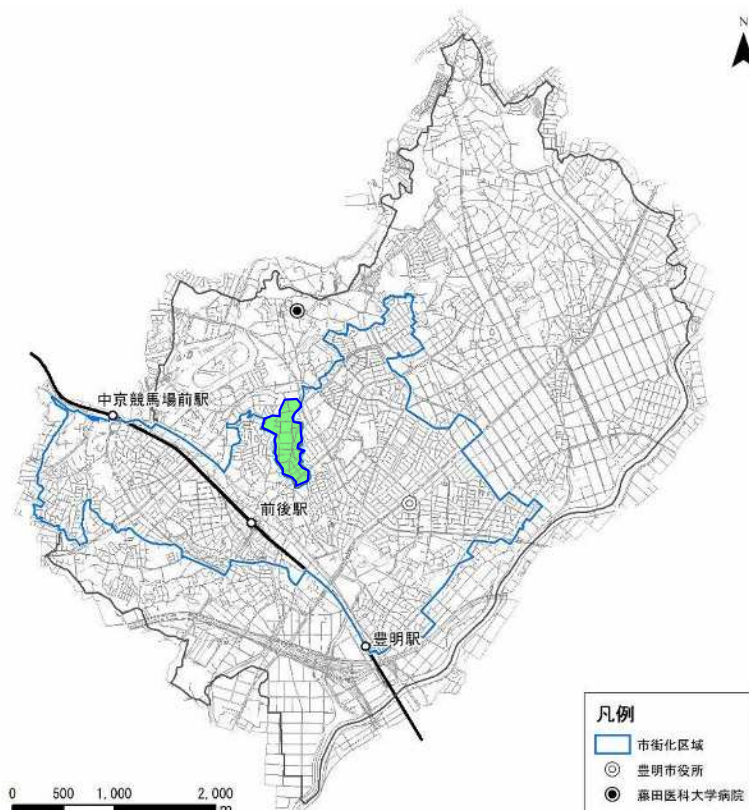 N
中京競馬場前駅
前後駅
豊明駅
凡例
市街化区域
豊明市役所
藤田医科大学病院
0 500 1,000 2,000
m